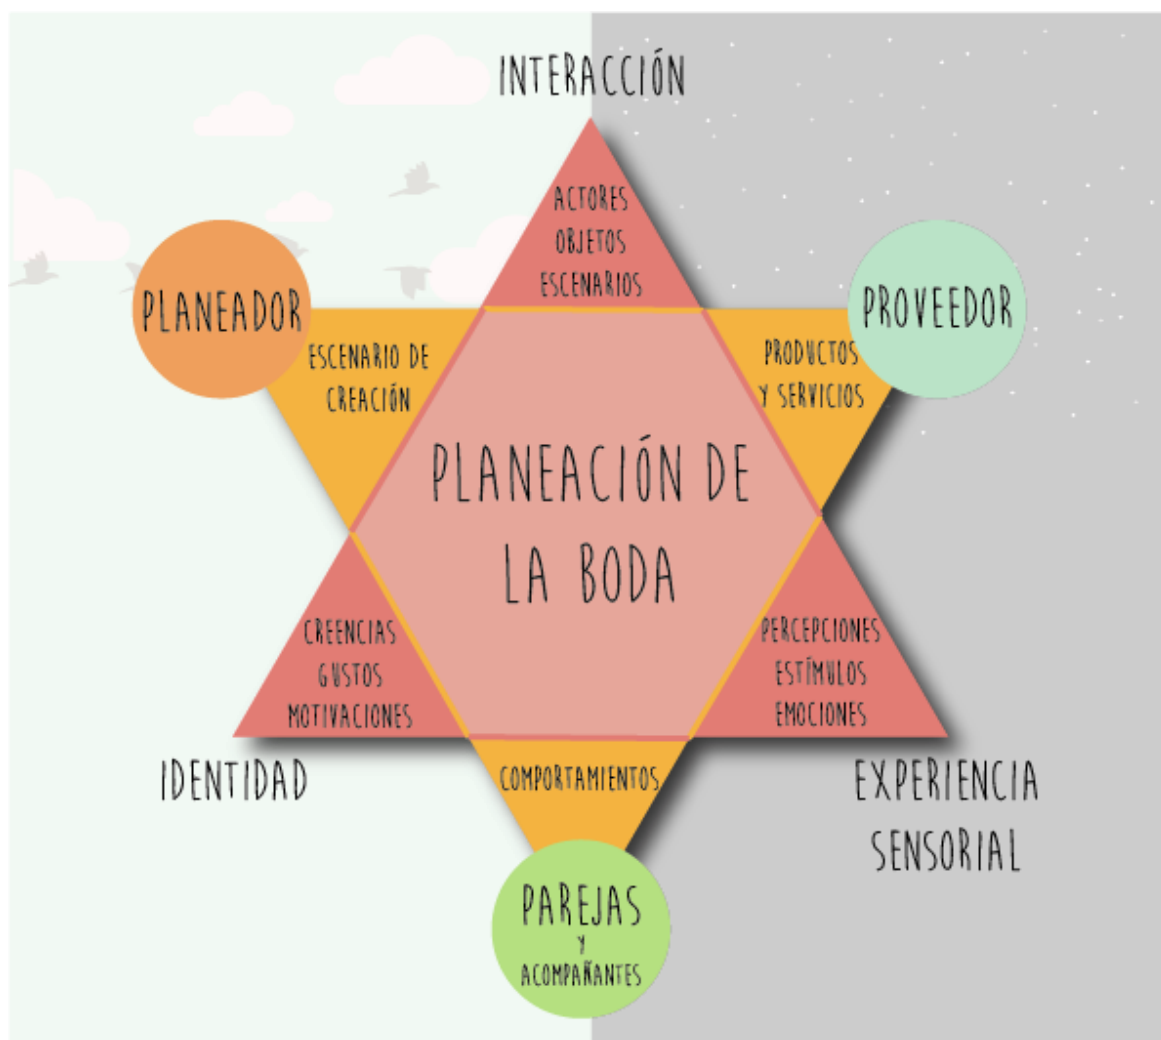 INTERACCIÓN
ACTORES
OBJETOS
ESCENARIOS
PLANEADOR
PROVEEDOR
ESCENARIO DE
CREACIÓN
PRODUCTOS
Y SERVICIOS
PLANEACIÓN DE
LA BODA
CREENCIAS
GUSTOS
MOTIVACIONES
PERCEPCIONES
ESTÍMULOS
EMOCIONES
IDENTIDAD
COMPORTAMIENTOS
EXPERIENCIA
SENSORIAL
PAREJAS
Y
ACOMPAÑANTES